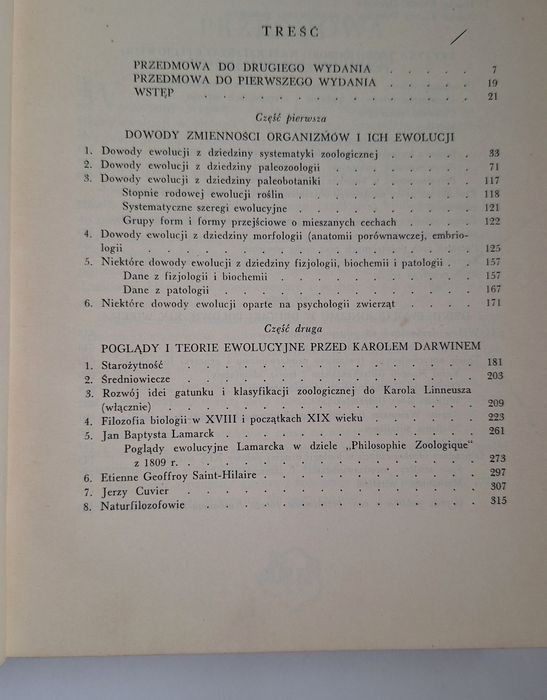 TREŚĆ
PRZEDMOWA DO DRUGIEGO WYDANIA . . . . . 7
PRZEDMOWA DO PIERWSZEGO WYDANIA . . . . . 19
WSTĘP . . . . . . . . . . . . . 21
Część pierwsza
DOWODY ZMIENNOŚCI ORGANIZMÓW I ICH EWOLUCJI
1. Dowody ewolucji z dziedziny systematyki zoologicznej . . . . . 33
2. Dowody ewolucji z dziedziny paleozoologii . . . . . . . 71
3. Dowody ewolucji z dziedziny paleobotaniki . . . . . . . . 117
Stopnie rodowej ewolucji roślin . . . . . . . . . 118
Systematyczne szeregi ewolucyjne . . . . . . . . . 121
Grupy form i formy przejściowe o mieszanych cechach . . . . 122
4. Dowody ewolucji z dziedziny morfologii (anatomii porównawczej, embrio-
logii . . . . . . . . . . . . . . . . . 125
5. Niektóre dowody ewolucji z dziedziny fizjologii, biochemii i patologii . . 157
Dane z fizjologii i biochemii . . . . . . . . . . 157
Dane z patologii . . . . . . . . . . . . 167
6. Niektóre dowody ewolucji oparte na psychologii zwierząt . . . . 171
Część druga
POGLĄDY I TEORIE EWOLUCYJNE PRZED KAROLEM DARWINEM
1. Starożytność . . . . . . . . . . . . . . 181
2. Średniowiecze . . . . . . . . . . . . . . 203
3. Rozwój idei gatunku i klasyfikacji zoologicznej do Karola Linneusza
(włącznie) . . . . . . . . . . . . . . . 209
4. Filozofia biologii w XVIII i początkach XIX wieku . . . . . 223
5. Jan Baptysta Lamarck . . . . . . . . . . . . 261
Poglądy ewolucyjne Lamarcka w dziele „Philosophie Zoologique"
z 1809 r. . . . . . . . . . . . . . . 273
6. Etienne Geoffroy Saint-Hilaire . . . . . . . . . . 297
7. Jerzy Cuvier . . . . . . . . . . . . . . 307
8. Naturfilozofowie . . . . . . . . . . . . . 315